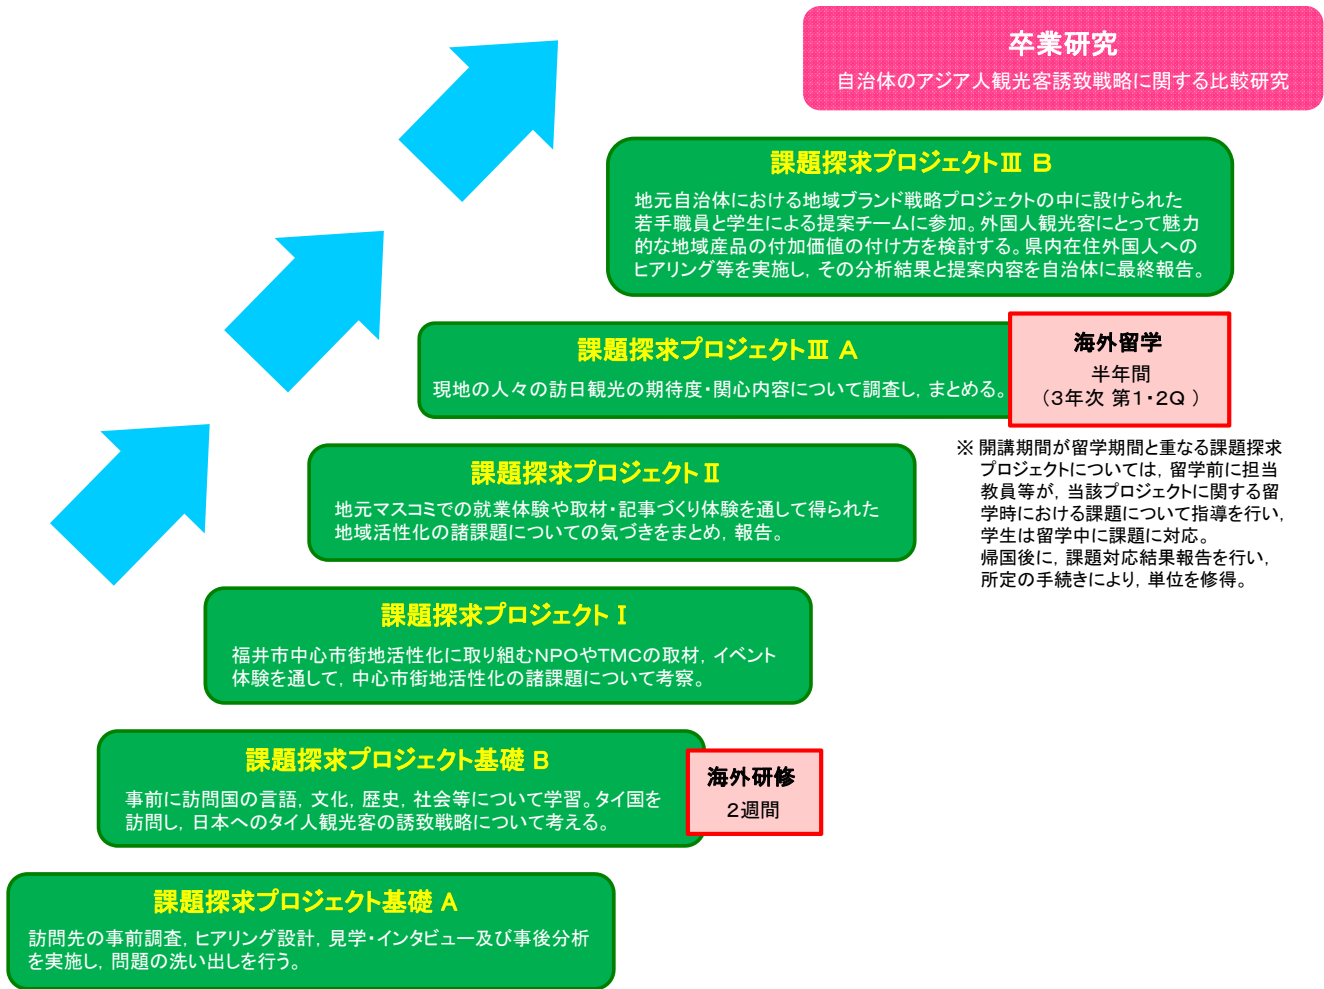 卒業研究
自治体のアジア人観光客誘致戦略に関する比較研究
課題探求プロジェクトⅢ B
地元自治体における地域ブランド戦略プロジェクトの中に設けられた
若手職員と学生による提案チームに参加。外国人観光客にとって魅力
的な地域産品の付加価値の付け方を検討する。県内在住外国人への
ヒアリング等を実施し，その分析結果と提案内容を自治体に最終報告。
課題探求プロジェクトⅢ A
現地の人々の訪日観光の期待度・関心内容について調査し，まとめる。
海外留学
半年間
（３年次 第１・２Ｑ ）
※ 開講期間が留学期間と重なる課題探求
プロジェクトについては，留学前に担当
教員等が，当該プロジェクトに関する留
学時における課題について指導を行い，
学生は留学中に課題に対応。
帰国後に，課題対応結果報告を行い，
所定の手続きにより，単位を修得。
課題探求プロジェクトⅡ
地元マスコミでの就業体験や取材・記事づくり体験を通して得られた
地域活性化の諸課題についての気づきをまとめ，報告。
課題探求プロジェクトⅠ
福井市中心市街地活性化に取り組むＮＰＯやＴＭＣの取材，イベント
体験を通して，中心市街地活性化の諸課題について考察。
課題探求プロジェクト基礎 B
事前に訪問国の言語，文化，歴史，社会等について学習。タイ国を
訪問し，日本へのタイ人観光客の誘致戦略について考える。
海外研修
２週間
課題探求プロジェクト基礎 A
訪問先の事前調査，ヒアリング設計，見学・インタビュー及び事後分析
を実施し，問題の洗い出しを行う。